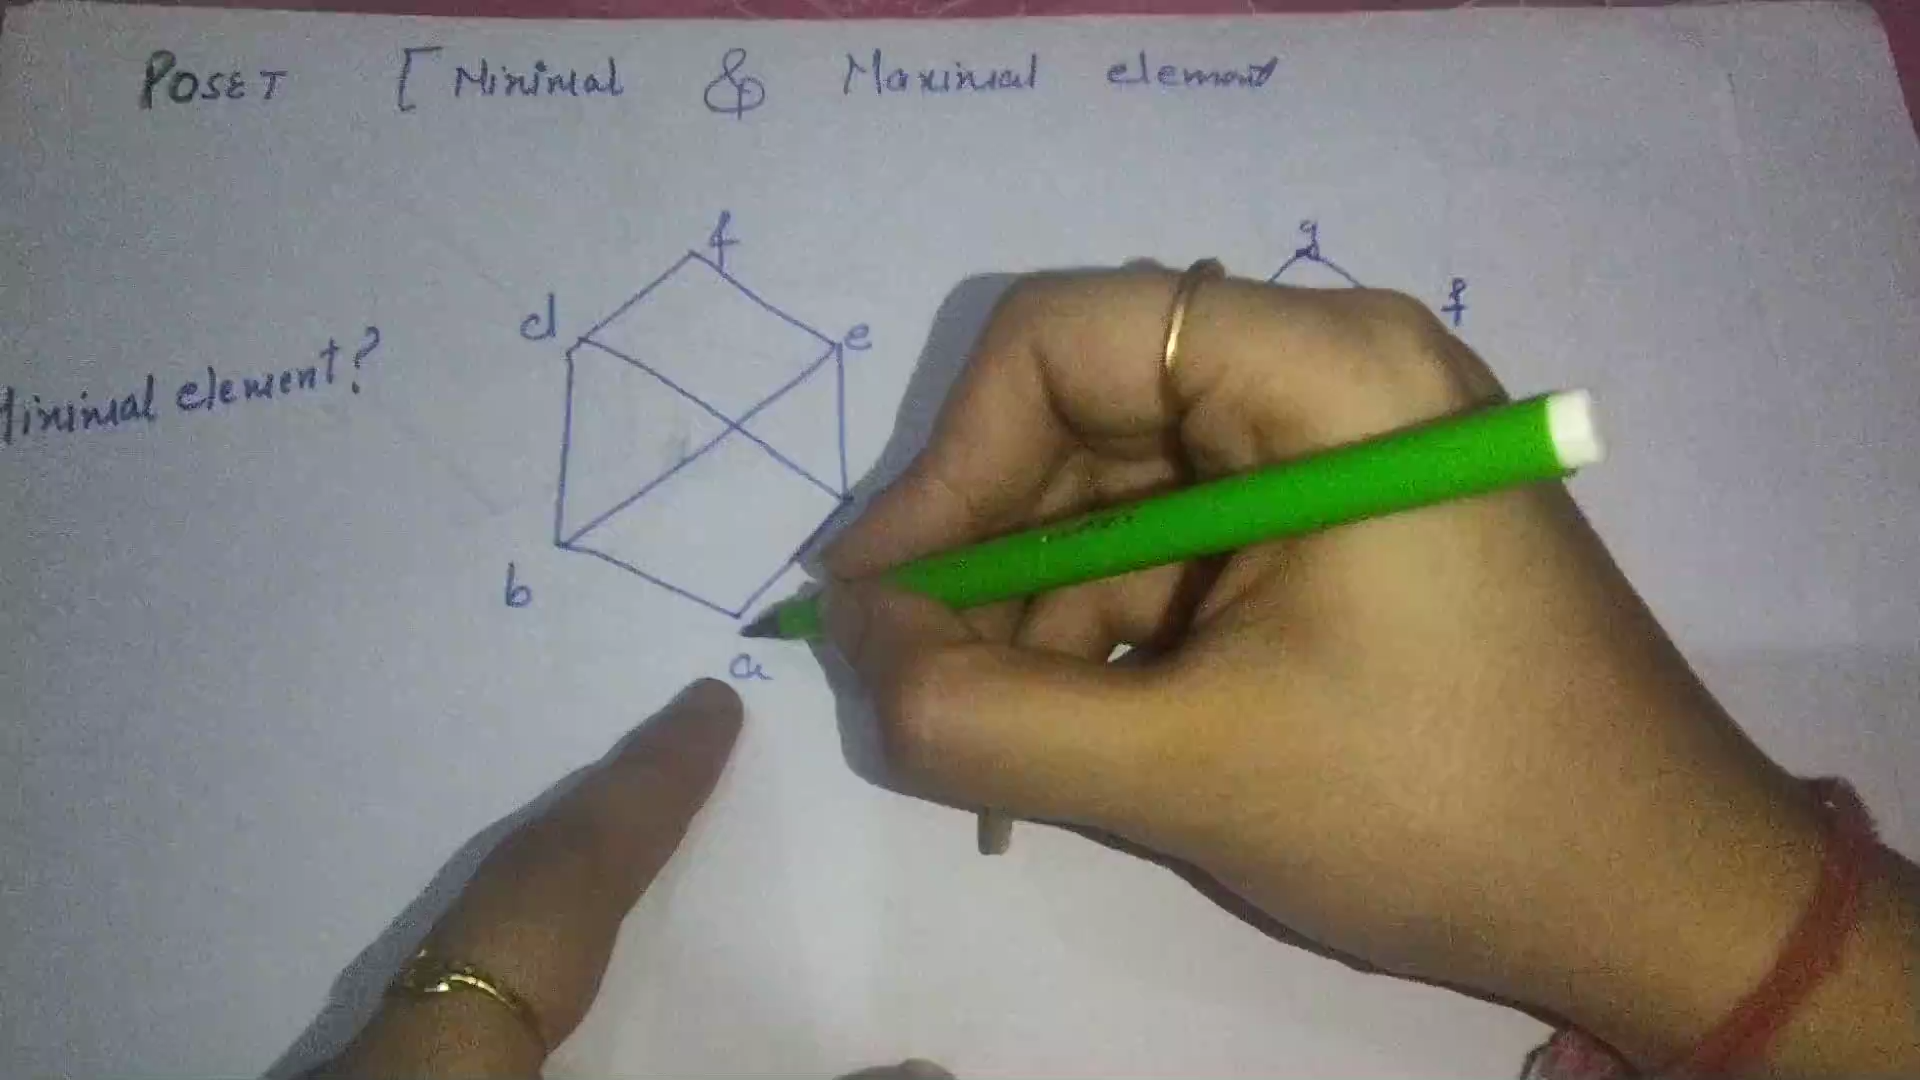 POSET [Minimal & Maximal element
f
g
d
e
f
Minimal element?
b
a